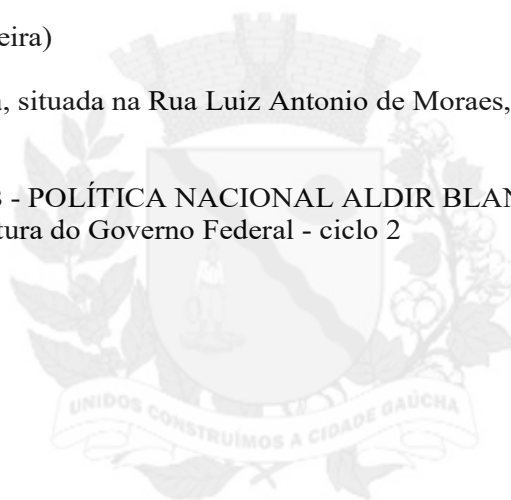 eira)
, situada na Rua Luiz Antonio de Moraes,
- POLÍTICA NACIONAL ALDIR BLAN
tura do Governo Federal - ciclo 2
UNIDOS CONSTRUÍMOS A CIDADE GAÚCHA